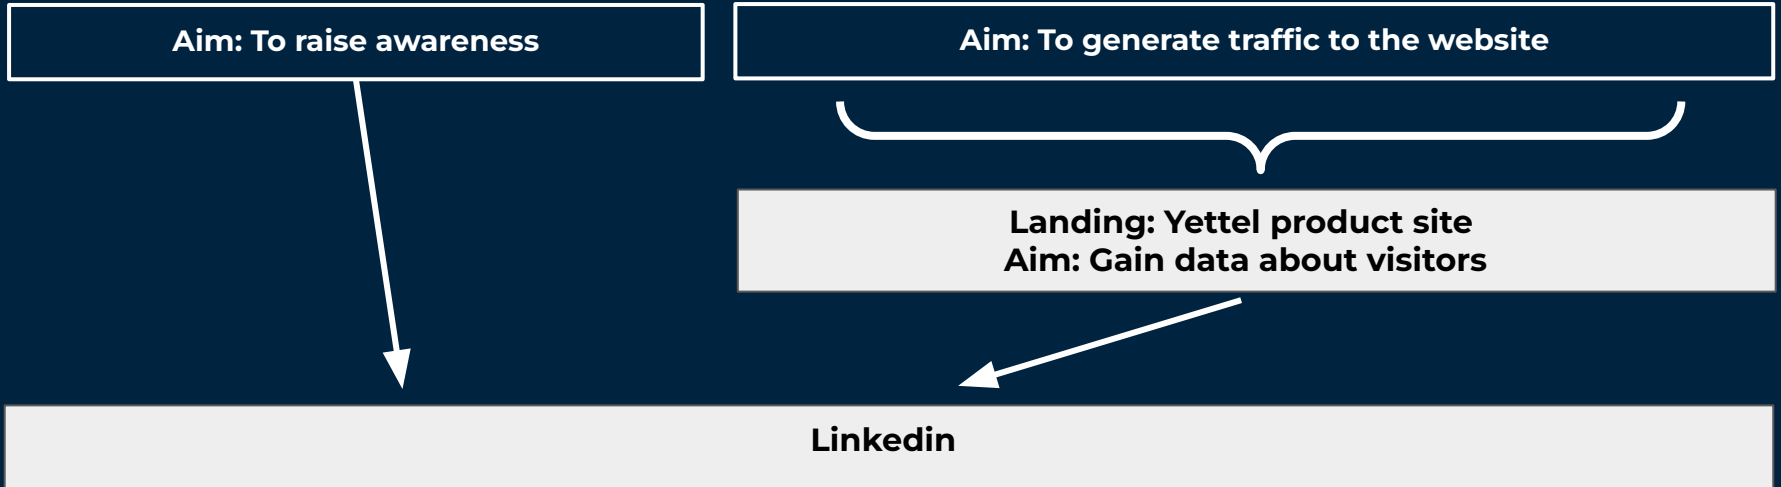 Aim: To raise awareness
Aim: To generate traffic to the website
Landing: Yettel product site
Aim: Gain data about visitors
Linkedin